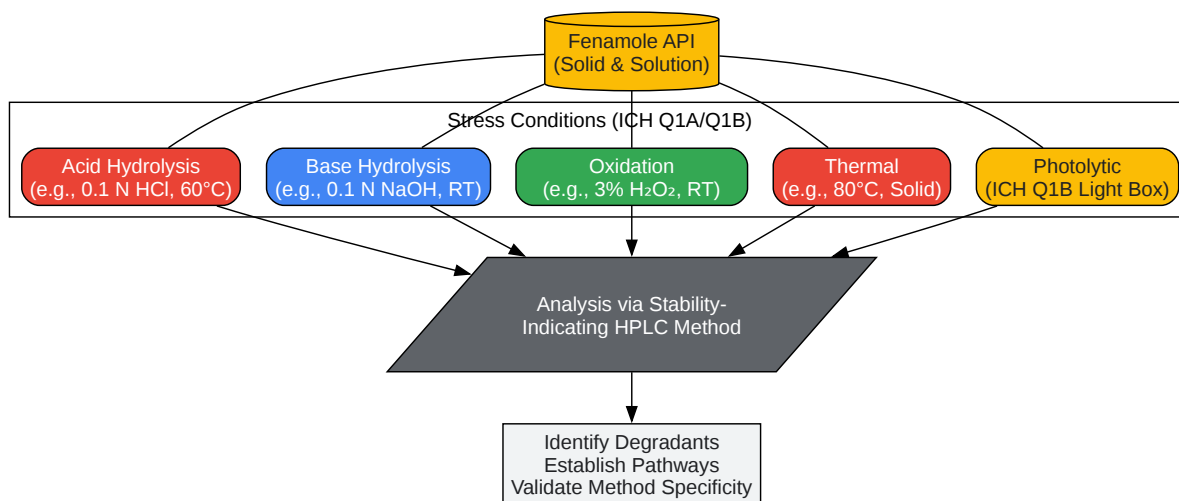 Fenamole API
(Solid & Solution)
Stress Conditions (ICH Q1A/Q1B)
Acid Hydrolysis
(e.g., 0.1 N HCl, 60°C)
Base Hydrolysis
(e.g., 0.1 N NaOH, RT)
Oxidation
(e.g., 3% H₂O₂, RT)
Thermal
(e.g., 80°C, Solid)
Photolytic
(ICH Q1B Light Box)
Analysis via Stability-
Indicating HPLC Method
Identify Degradants
Establish Pathways
Validate Method Specificity